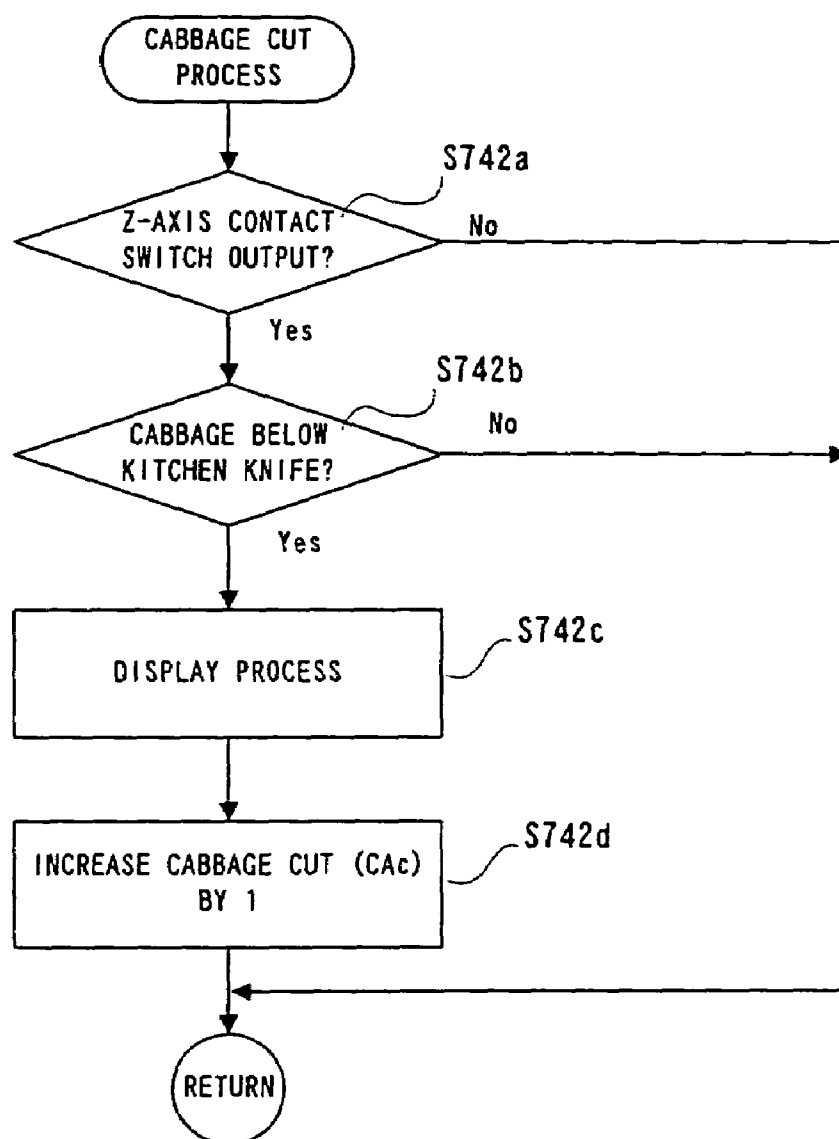 CABBAGE CUT
PROCESS
S742a
Z-AXIS CONTACT
SWITCH OUTPUT?
No
Yes
S742b
CABBAGE BELOW
KITCHEN KNIFE?
No
Yes
S742c
DISPLAY PROCESS
S742d
INCREASE CABBAGE CUT (CAc)
BY 1
RETURN